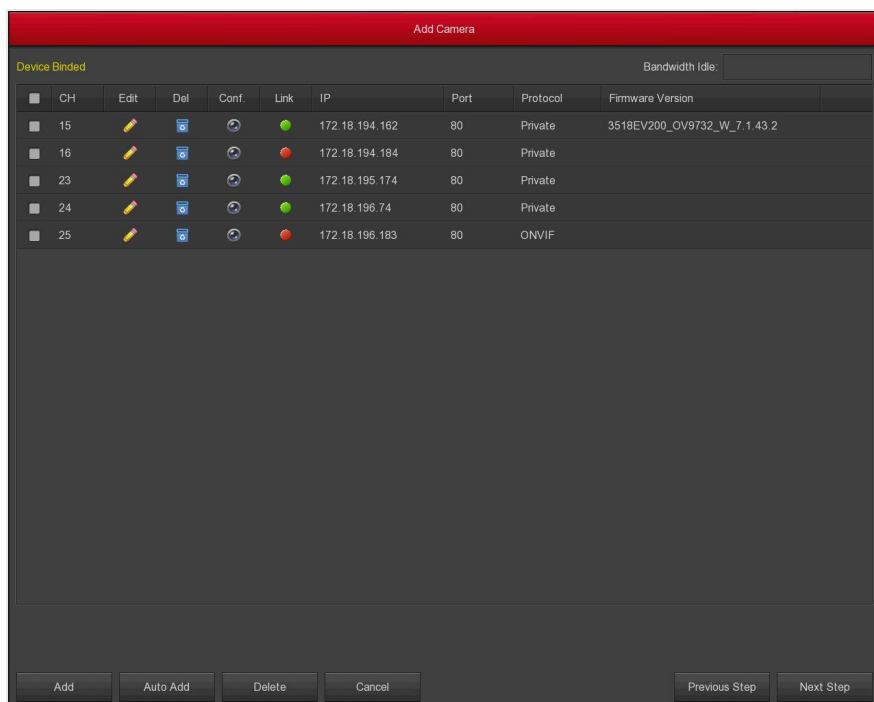 Add Camera
Device Binded Bandwidth Idle:
CH Edit Del Conf. Link IP Port Protocol Firmware Version
15 172.18.194.162 80 Private 3518EV200_OV9732_W_7.1.43.2
16 172.18.194.184 80 Private
23 172.18.195.174 80 Private
24 172.18.196.74 80 Private
25 172.18.196.183 80 ONVIF
Add Auto Add Delete Cancel Previous Step Next Step